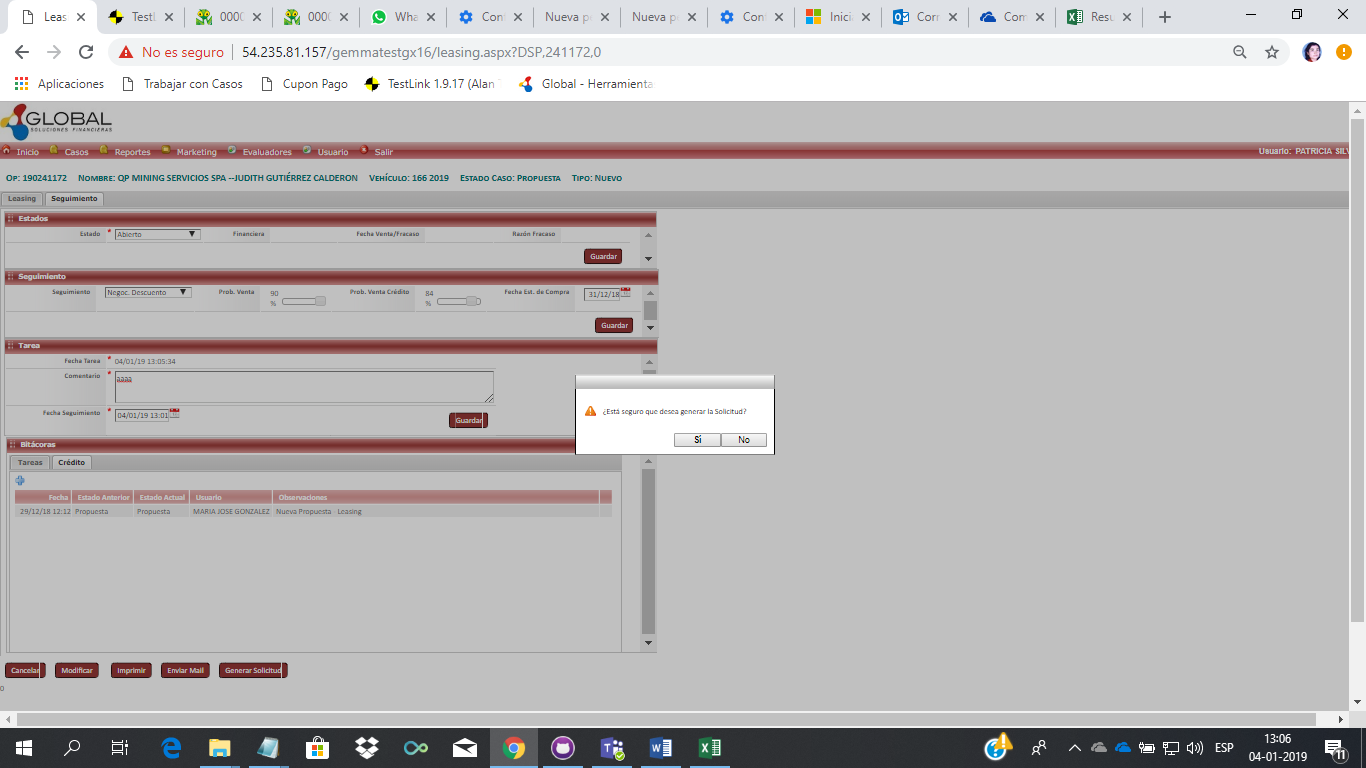 Leas
TestL
0000
0000
Wha
Cont
Nueva p
Nueva p
Cont
Inicia
Corr
Com
Resu
No es seguro
54.235.81.157/gemmatestgx16/leasing.aspx?DSP,241172,0
Aplicaciones
Trabajar con Casos
Cupon Pago
TestLink 1.9.17 (Alan
Global - Herramienta
GLOBAL
SOLUCIONES FINANCIERAS
Inicio
Casos
Reportes
Marketing
Evaluadores
Usuario
Salir
Usuario: PATRICIA SILV
Op: 190241172 Nombre: QP MINING SERVICIOS SPA --JUDITH GUTIÉRREZ CALDERON Vehículo: 166 2019 Estado Caso: Propuesta Tipo: Nuevo
Leasing
Seguimiento
Estados
Estado * Abierto Financiera Fecha Venta/Fracaso Razón Fracaso
Guardar
Seguimiento
Seguimiento Negoc. Descuento Prob. Venta 90 % Prob. Venta Crédito 84 % Fecha Est. de Compra 31/12/18
Guardar
Tarea
Fecha Tarea * 04/01/19 13:05:34
Comentario * aaaa
Fecha Seguimiento * 04/01/19 13:01
Guardar
¿Está seguro que desea generar la Solicitud?
Sí
No
Bitácoras
Tareas
Crédito
Fecha Estado Anterior Estado Actual Usuario Observaciones
29/12/18 12:12 Propuesta Propuesta MARIA JOSE GONZALEZ Nueva Propuesta - Leasing
Cancelar
Modificar
Imprimir
Enviar Mail
Generar Solicitud
0
ESP
13:06
04-01-2019
11